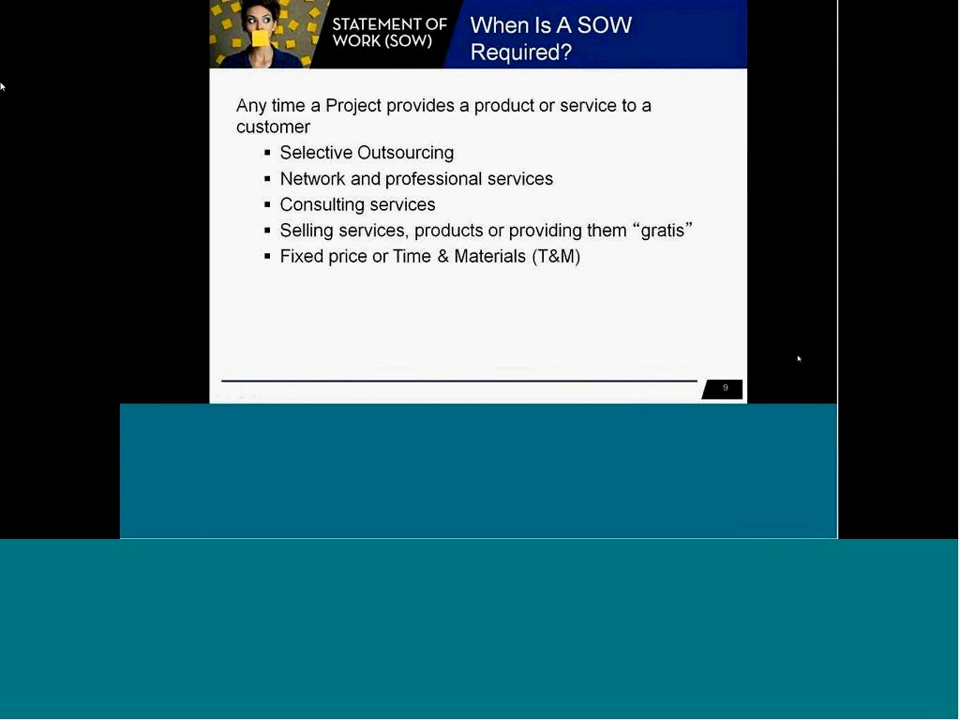 STATEMENT OF
WORK (SOW)
When Is A SOW
Required?
Any time a Project provides a product or service to a
customer
▪ Selective Outsourcing
▪ Network and professional services
▪ Consulting services
▪ Selling services, products or providing them “gratis”
▪ Fixed price or Time & Materials (T&M)
9